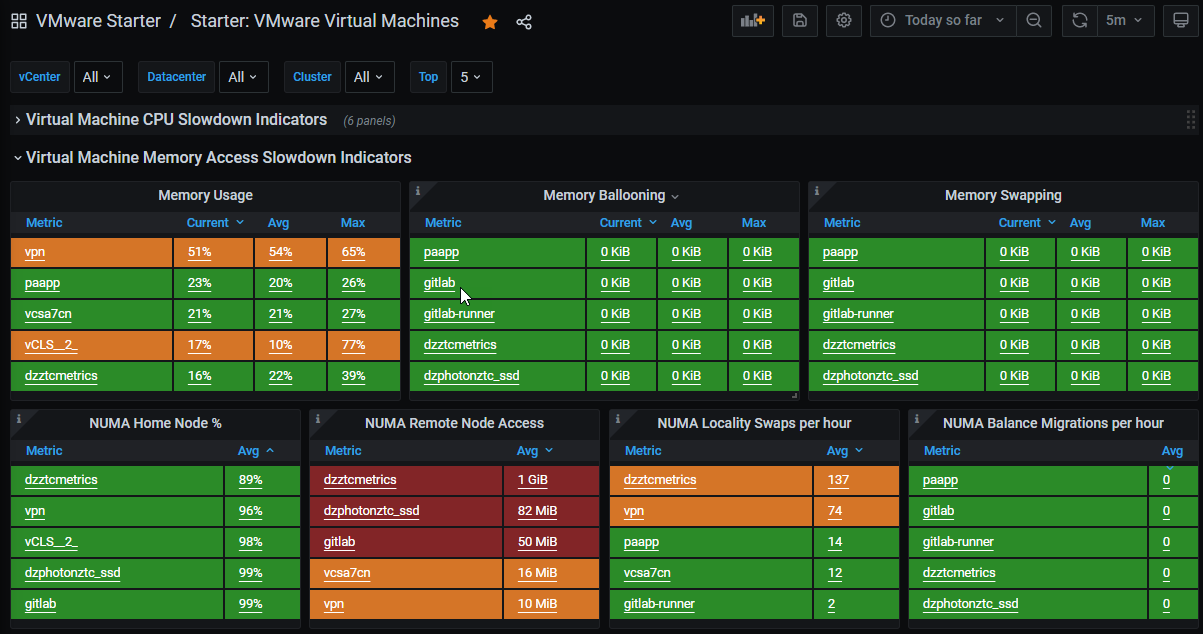 VMware Starter / Starter: VMware Virtual Machines Today so far 5m
vCenter All Datacenter All Cluster All Top 5
Virtual Machine CPU Slowdown Indicators (6 panels)
Virtual Machine Memory Access Slowdown Indicators
Memory Usage
Metric Current Avg Max
vpn 51% 54% 65%
paapp 23% 20% 26%
vcsa7cn 21% 21% 27%
vCLS__2_ 17% 10% 77%
dzztcmetrics 16% 22% 39%
Memory Ballooning
Metric Current Avg Max
paapp 0 KiB 0 KiB 0 KiB
gitlab 0 KiB 0 KiB 0 KiB
gitlab-runner 0 KiB 0 KiB 0 KiB
dzztcmetrics 0 KiB 0 KiB 0 KiB
dzphotonztc_ssd 0 KiB 0 KiB 0 KiB
Memory Swapping
Metric Current Avg Max
paapp 0 KiB 0 KiB 0 KiB
gitlab 0 KiB 0 KiB 0 KiB
gitlab-runner 0 KiB 0 KiB 0 KiB
dzztcmetrics 0 KiB 0 KiB 0 KiB
dzphotonztc_ssd 0 KiB 0 KiB 0 KiB
NUMA Home Node %
Metric Avg
dzztcmetrics 89%
vpn 96%
vCLS__2_ 98%
dzphotonztc_ssd 99%
gitlab 99%
NUMA Remote Node Access
Metric Avg
dzztcmetrics 1 GiB
dzphotonztc_ssd 82 MiB
gitlab 50 MiB
vcsa7cn 16 MiB
vpn 10 MiB
NUMA Locality Swaps per hour
Metric Avg
dzztcmetrics 137
vpn 74
paapp 14
vcsa7cn 12
gitlab-runner 2
NUMA Balance Migrations per hour
Metric Avg
paapp 0
gitlab 0
gitlab-runner 0
dzztcmetrics 0
dzphotonztc_ssd 0